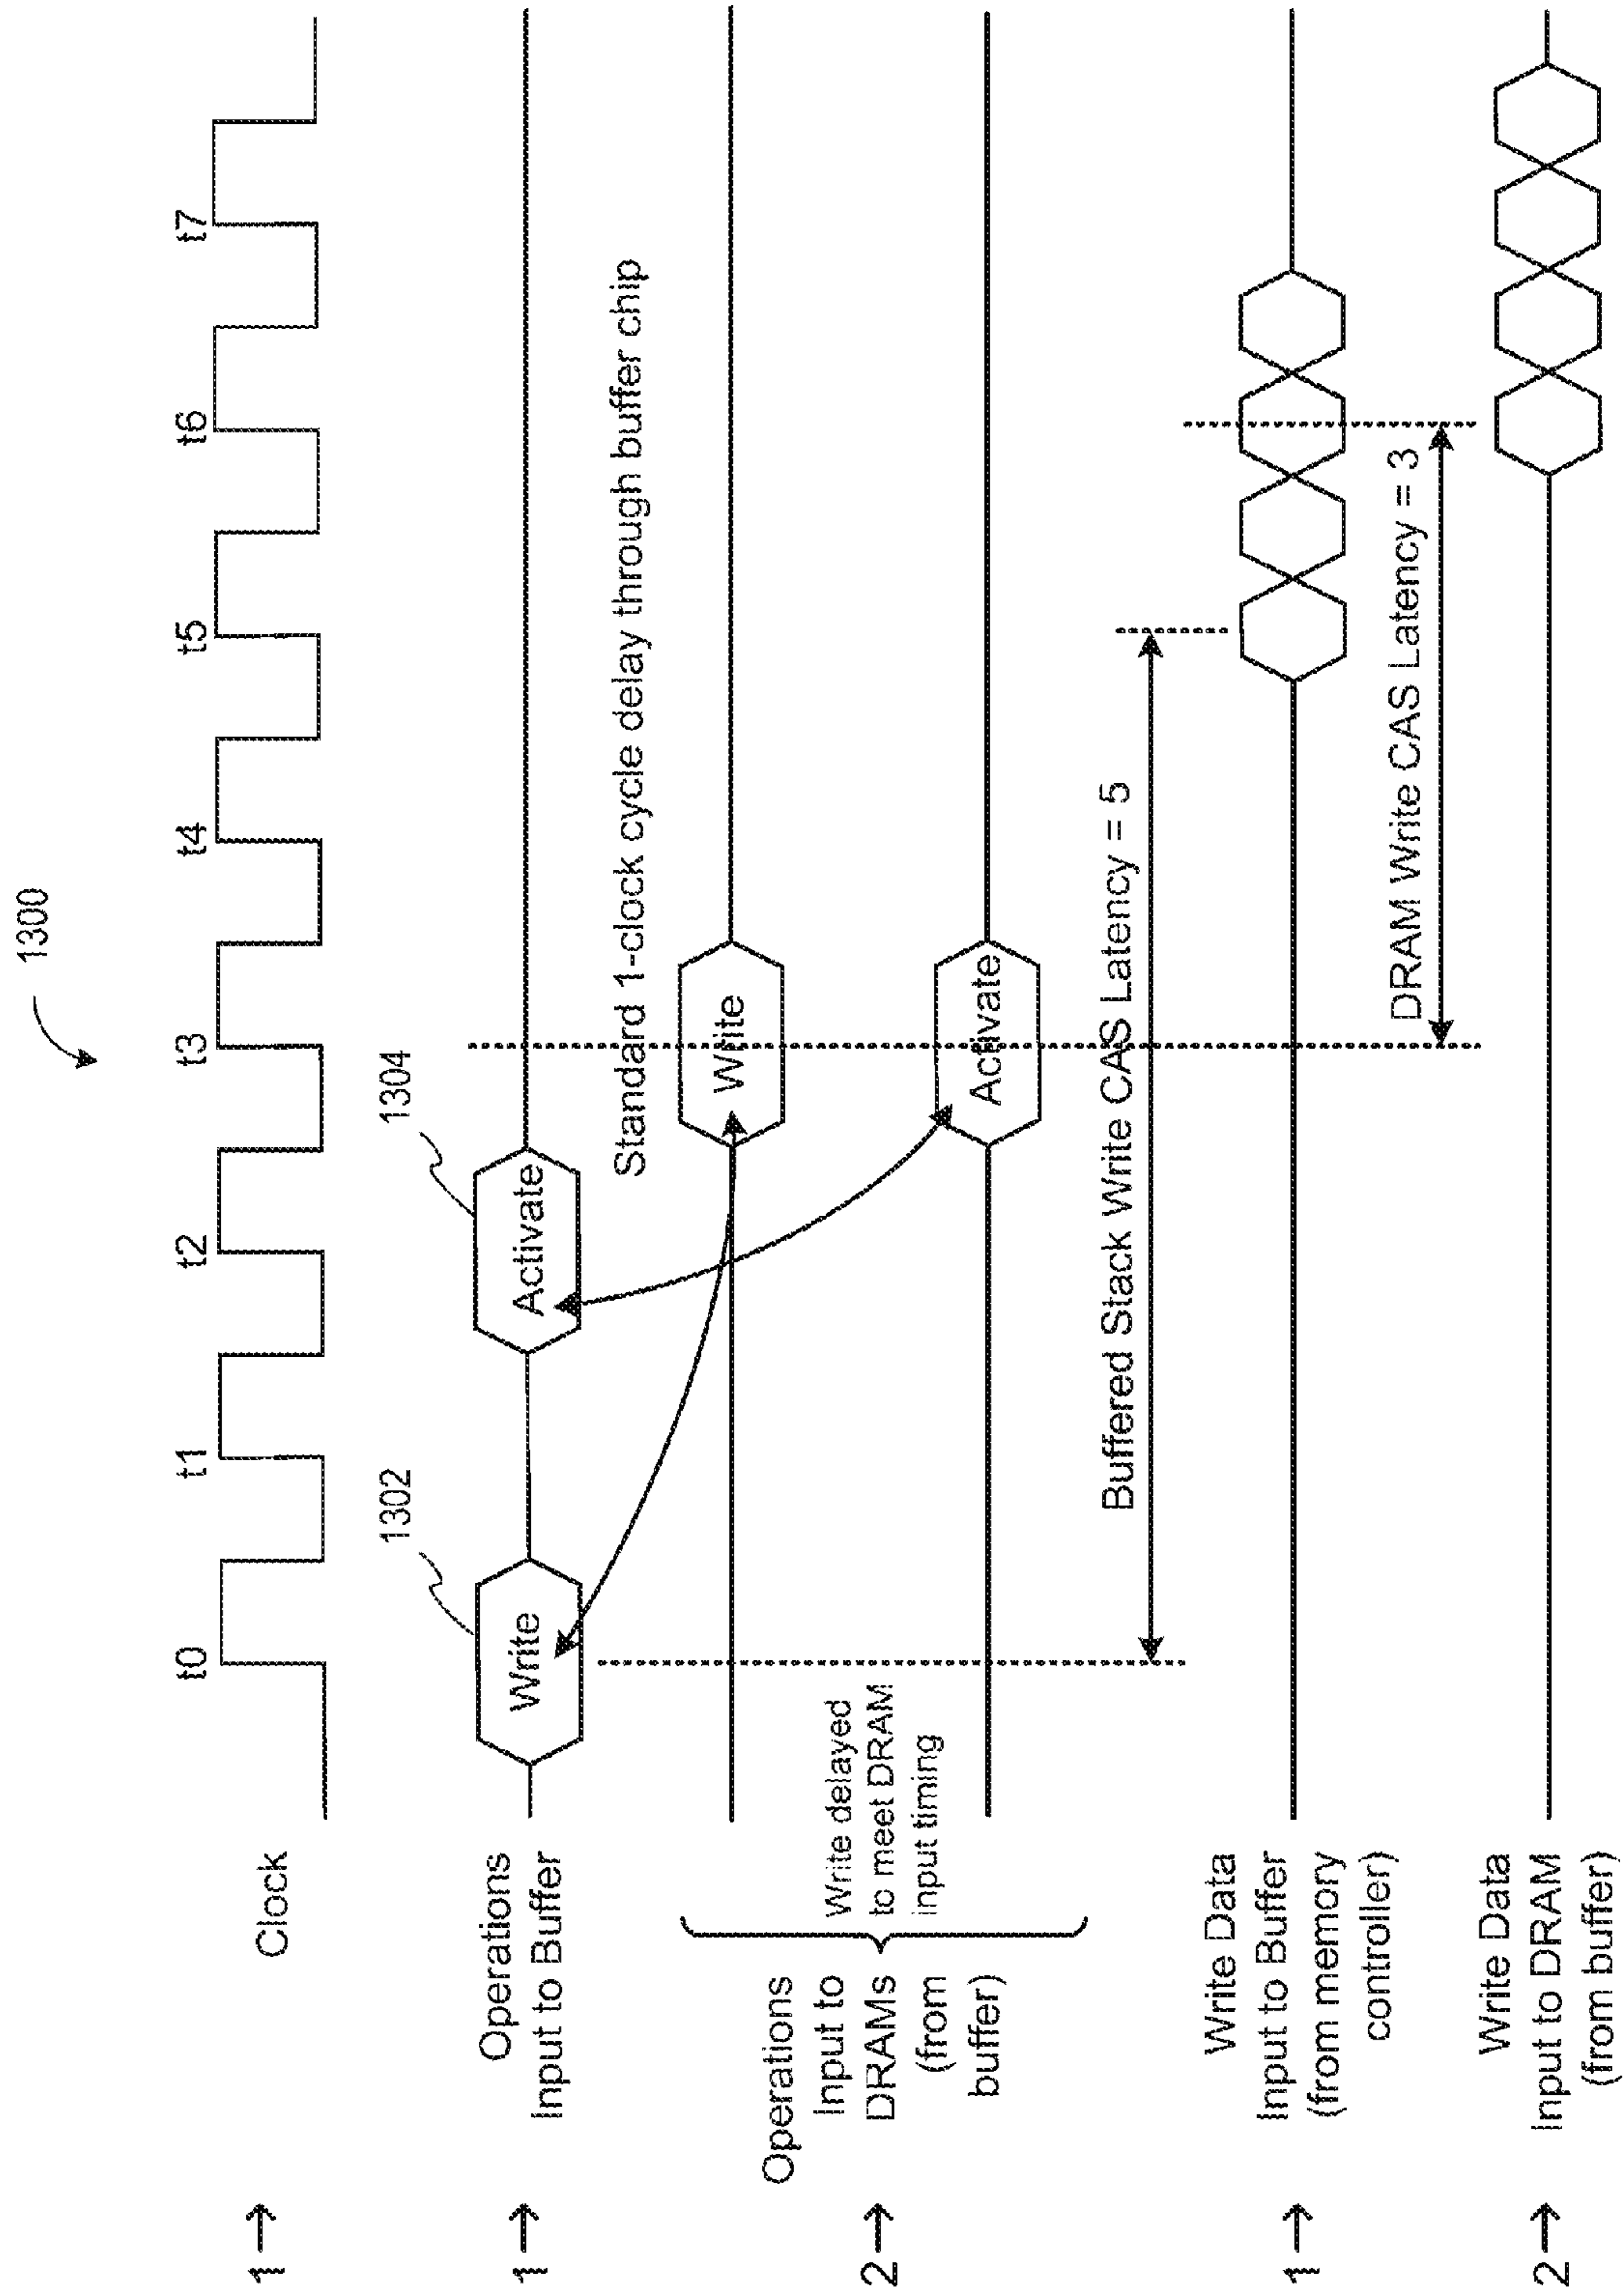 1300
t0 t1 t2 t3 t4 t5 t6 t7
1→ Clock
1302
1304
1→ Operations
Input to Buffer
Write
Activate
Standard 1-clock cycle delay through buffer chip
2→ Operations
Input to
DRAMs
(from
buffer)
Write delayed
to meet DRAM
input timing
Write
Activate
Buffered Stack Write CAS Latency = 5
1→ Write Data
Input to Buffer
(from memory
controller)
DRAM Write CAS Latency = 3
2→ Write Data
Input to DRAM
(from buffer)